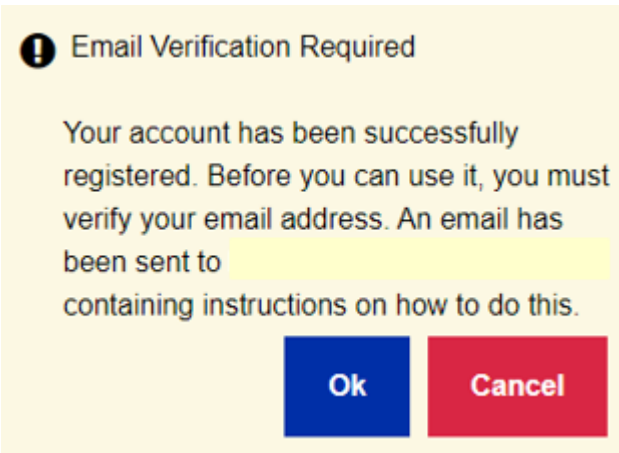 Email Verification Required
Your account has been successfully
registered. Before you can use it, you must
verify your email address. An email has
been sent to
containing instructions on how to do this.
Ok
Cancel